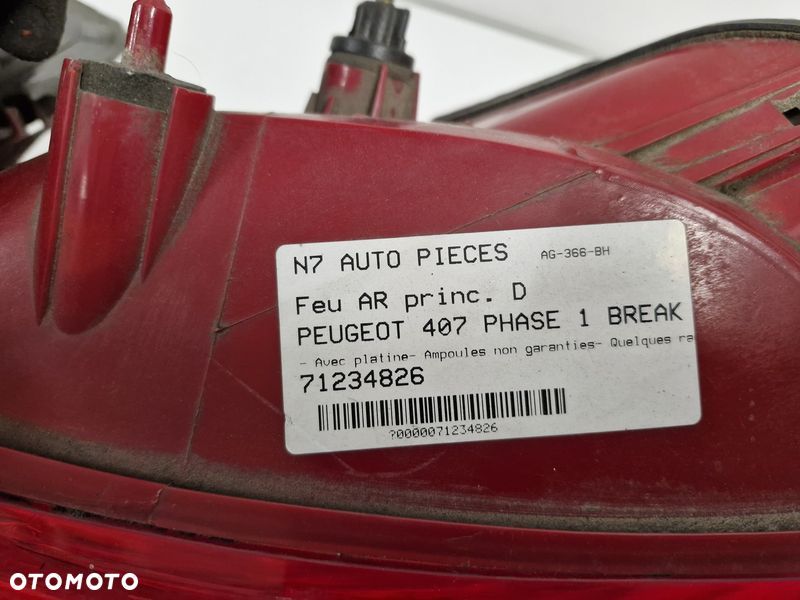 N7 AUTO PIECES AG-366-BH
Feu AR princ. D
PEUGEOT 407 PHASE 1 BREAK
- Avec platine- Ampoules non garanties- Quelques ra
71234826
?0000071234826
OTOMOTO